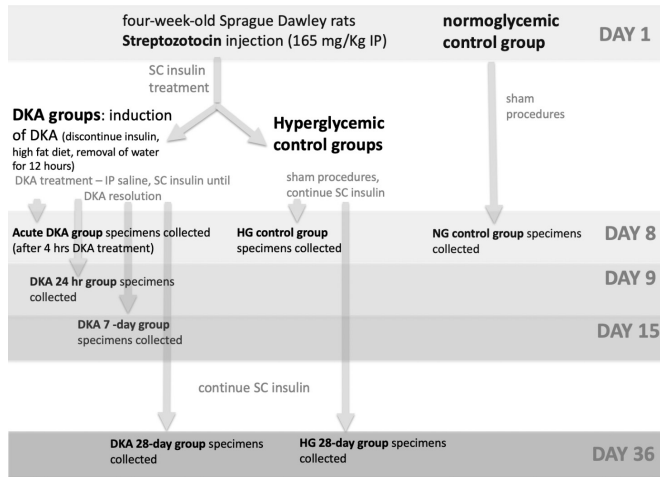 four-week-old Sprague Dawley rats
Streptozotocin injection (165 mg/Kg IP)
normoglycemic
control group
DAY 1
SC insulin
treatment
sham
procedures
DKA groups: induction
of DKA (discontinue insulin,
high fat diet, removal of water
for 12 hours)
Hyperglycemic
control groups
DKA treatment – IP saline, SC insulin until
DKA resolution
sham procedures,
continue SC insulin
Acute DKA group specimens collected
(after 4 hrs DKA treatment)
HG control group
specimens collected
NG control group specimens
collected
DAY 8
DKA 24 hr group specimens
collected
DAY 9
DKA 7 -day group
specimens collected
DAY 15
continue SC insulin
DKA 28-day group specimens
collected
HG 28-day group specimens
collected
DAY 36